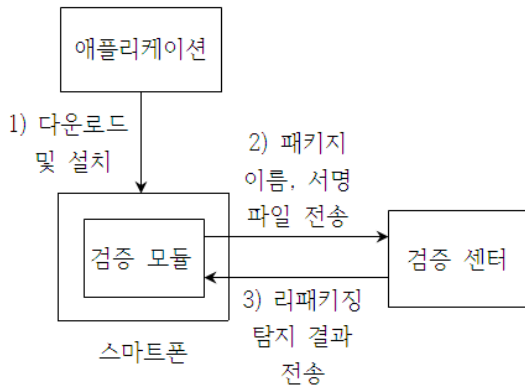 애플리케이션
1) 다운로드
및 설치
2) 패키지
이름, 서명
파일 전송
검증 모듈
검증 센터
3) 리패키징
탐지 결과
전송
스마트폰